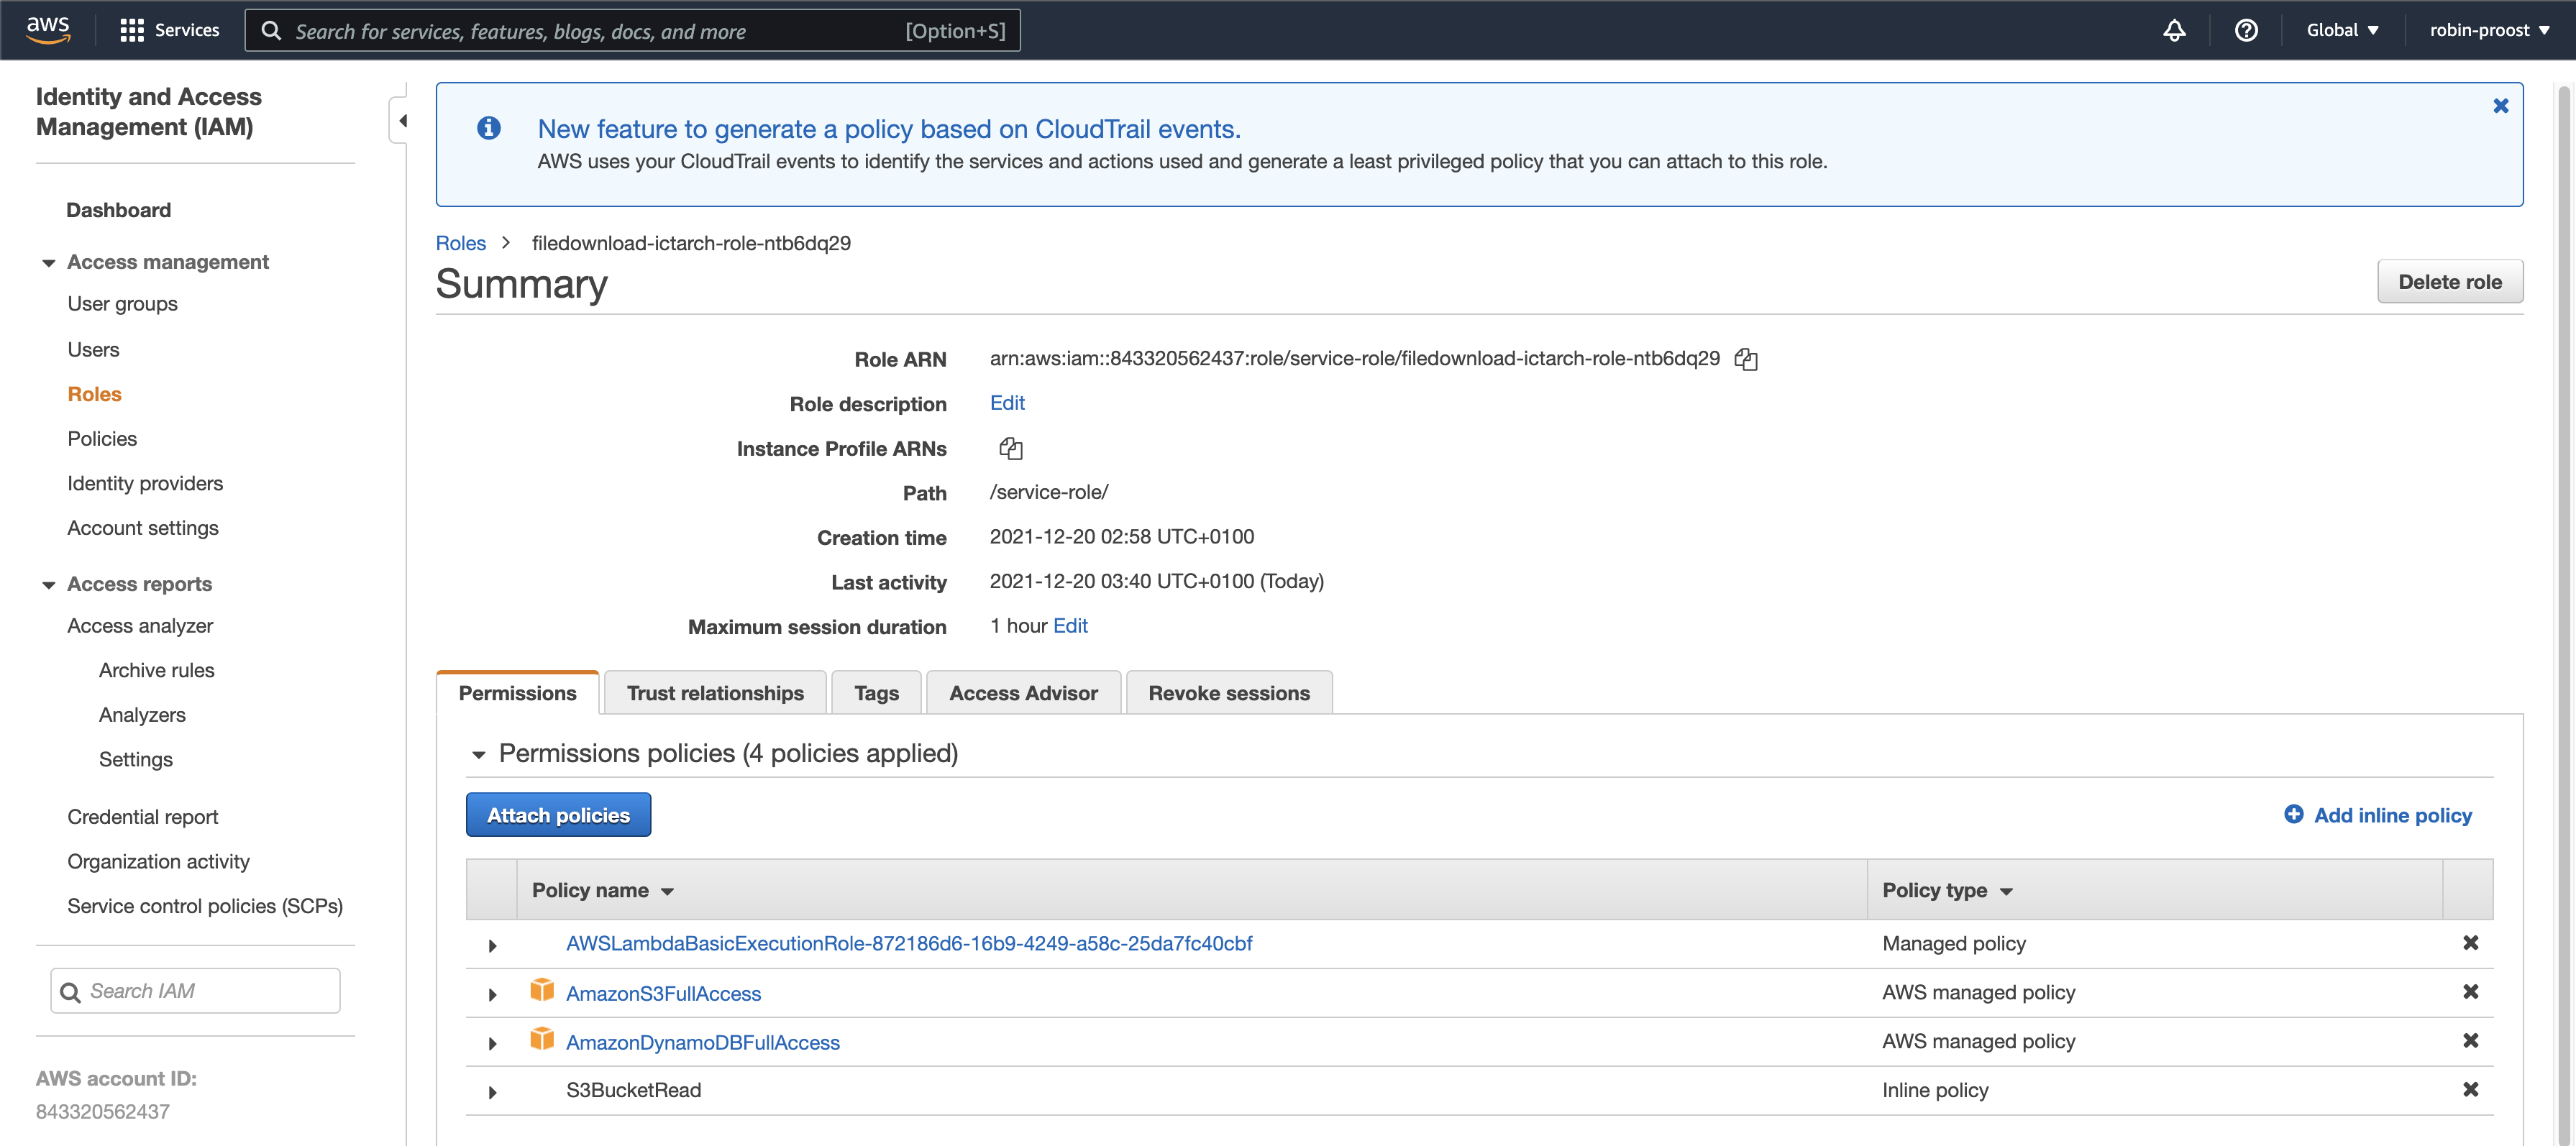 aws
Services
Search for services, features, blogs, docs, and more
[Option+S]
Global
robin-proost
Identity and Access
Management (IAM)
Dashboard
Access management
User groups
Users
Roles
Policies
Identity providers
Account settings
Access reports
Access analyzer
Archive rules
Analyzers
Settings
Credential report
Organization activity
Service control policies (SCPs)
Search IAM
AWS account ID:
843320562437
New feature to generate a policy based on CloudTrail events.
AWS uses your CloudTrail events to identify the services and actions used and generate a least privileged policy that you can attach to this role.
Roles > filedownload-ictarch-role-ntb6dq29
Summary
Delete role
Role ARN arn:aws:iam::843320562437:role/service-role/filedownload-ictarch-role-ntb6dq29
Role description Edit
Instance Profile ARNs
Path /service-role/
Creation time 2021-12-20 02:58 UTC+0100
Last activity 2021-12-20 03:40 UTC+0100 (Today)
Maximum session duration 1 hour Edit
Permissions
Trust relationships
Tags
Access Advisor
Revoke sessions
Permissions policies (4 policies applied)
Attach policies
Add inline policy
Policy name Policy type
AWSLambdaBasicExecutionRole-872186d6-16b9-4249-a58c-25da7fc40cbf Managed policy
AmazonS3FullAccess AWS managed policy
AmazonDynamoDBFullAccess AWS managed policy
S3BucketRead Inline policy